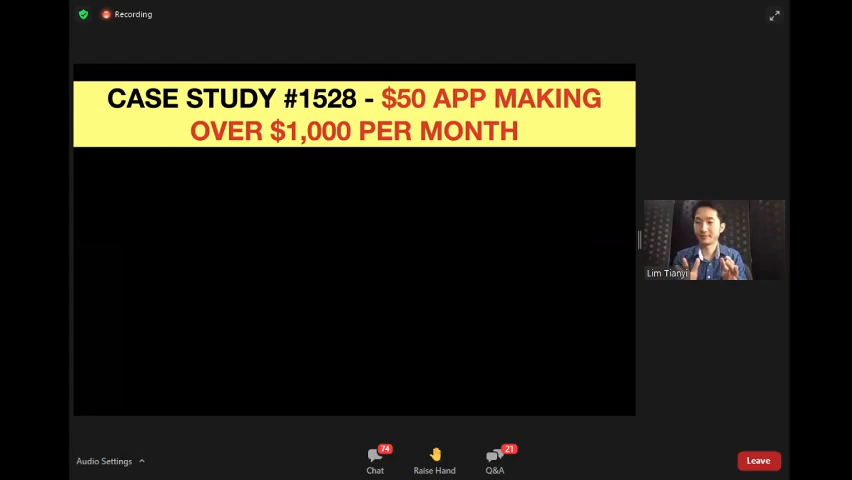 Recording
CASE STUDY #1528 - $50 APP MAKING
OVER $1,000 PER MONTH
Lim Tianyi
Audio Settings
74
Chat
Raise Hand
21
Q&A
Leave